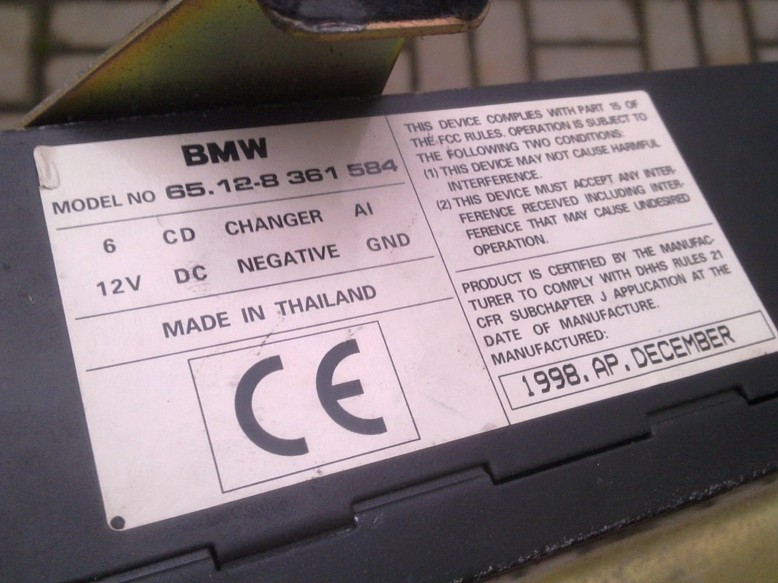 BMW
MODEL NO 65.12-8 361 584
6 CD CHANGER AI
12V DC NEGATIVE GND
MADE IN THAILAND
CE
THIS DEVICE COMPLIES WITH PART 15 OF
THE FCC RULES. OPERATION IS SUBJECT TO
THE FOLLOWING TWO CONDITIONS:
(1) THIS DEVICE MAY NOT CAUSE HARMFUL
INTERFERENCE.
(2) THIS DEVICE MUST ACCEPT ANY INTER-
FERENCE RECEIVED INCLUDING INTER-
FERENCE THAT MAY CAUSE UNDESIRED
OPERATION.
PRODUCT IS CERTIFIED BY THE MANUFAC-
TURER TO COMPLY WITH DHHS RULES 21
CFR SUBCHAPTER J APPLICATION AT THE
DATE OF MANUFACTURE.
MANUFACTURED:
1998. AP. DECEMBER